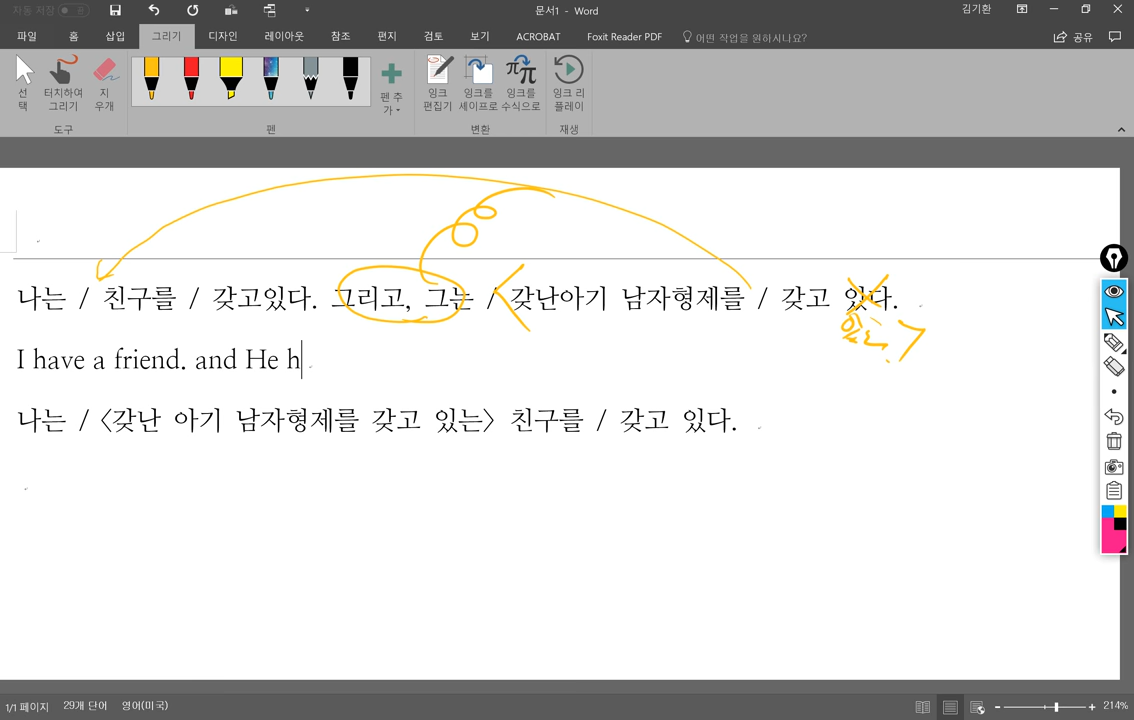 자동 저장
문서1 - Word
김기환
파일 홈 삽입 그리기 디자인 레이아웃 참조 편지 검토 보기 ACROBAT Foxit Reader PDF 어떤 작업을 원하시나요? 공유
선택 터치하여 그리기 지우개 펜 추가 잉크 편집기 잉크를 셰이프로 잉크를 수식으로 잉크 리플레이
도구 펜 변환 재생
나는 / 친구를 / 갖고있다. 그리고, 그는 / 갖난아기 남자형제를 / 갖고 있다.
있는
I have a friend. and He h
나는 / 〈갖난 아기 남자형제를 갖고 있는〉 친구를 / 갖고 있다.
1/1 페이지 29개 단어 영어(미국) 214%